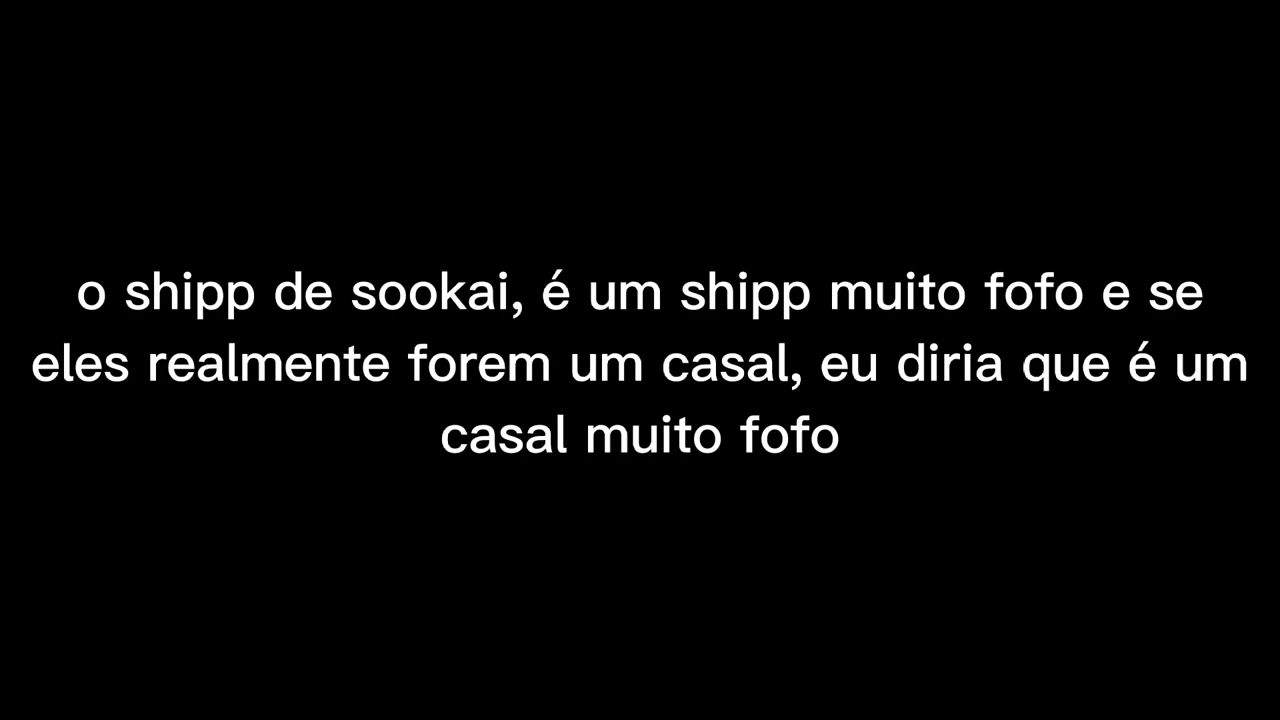 o shipp de sookai, é um shipp muito fofo e se
eles realmente forem um casal, eu diria que é um
casal muito fofo